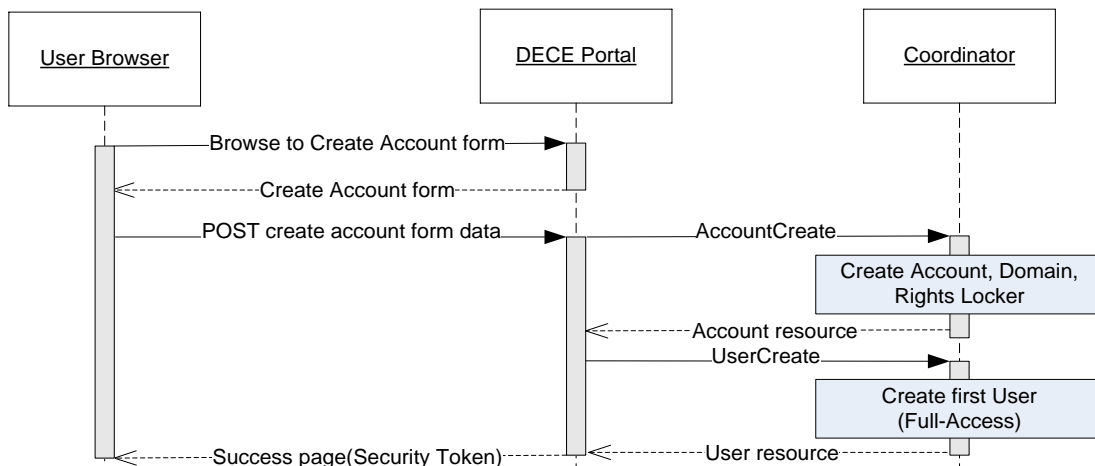 User Browser
DECE Portal
Coordinator
Browse to Create Account form
Create Account form
POST create account form data
AccountCreate
Create Account, Domain,
Rights Locker
Account resource
UserCreate
Create first User
(Full-Access)
User resource
Success page(Security Token)